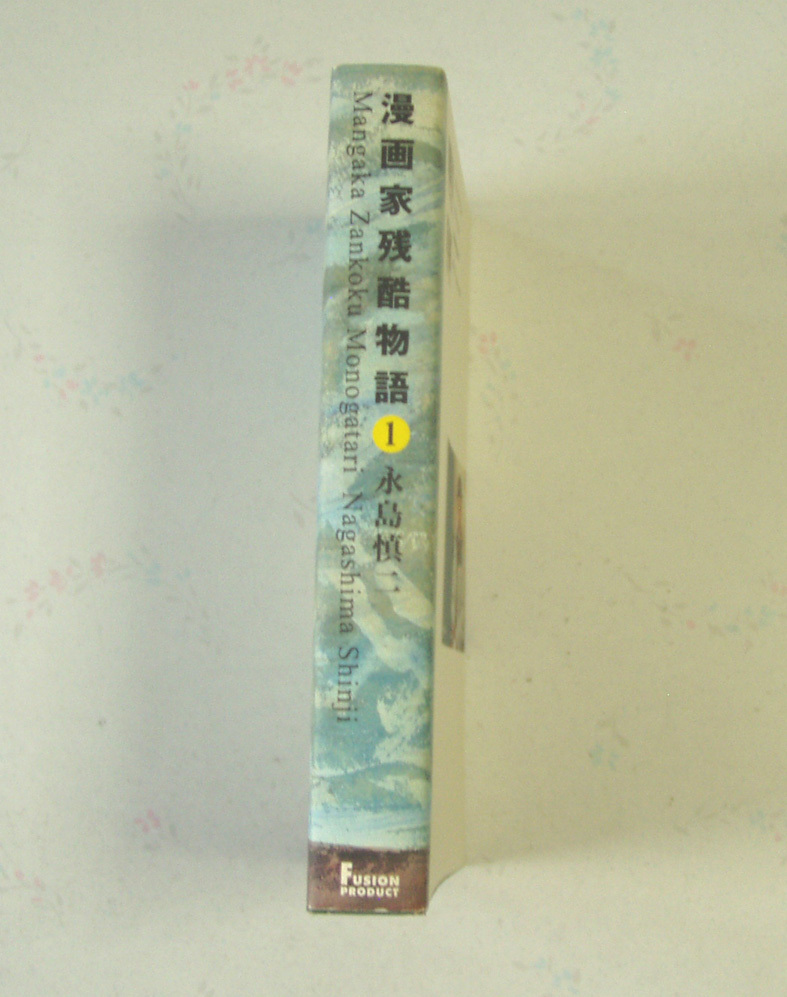 漫画家残酷物語 1 永島慎二
Mangaka Zankoku Monogatari Nagashima Shinji
FUSION
PRODUCT